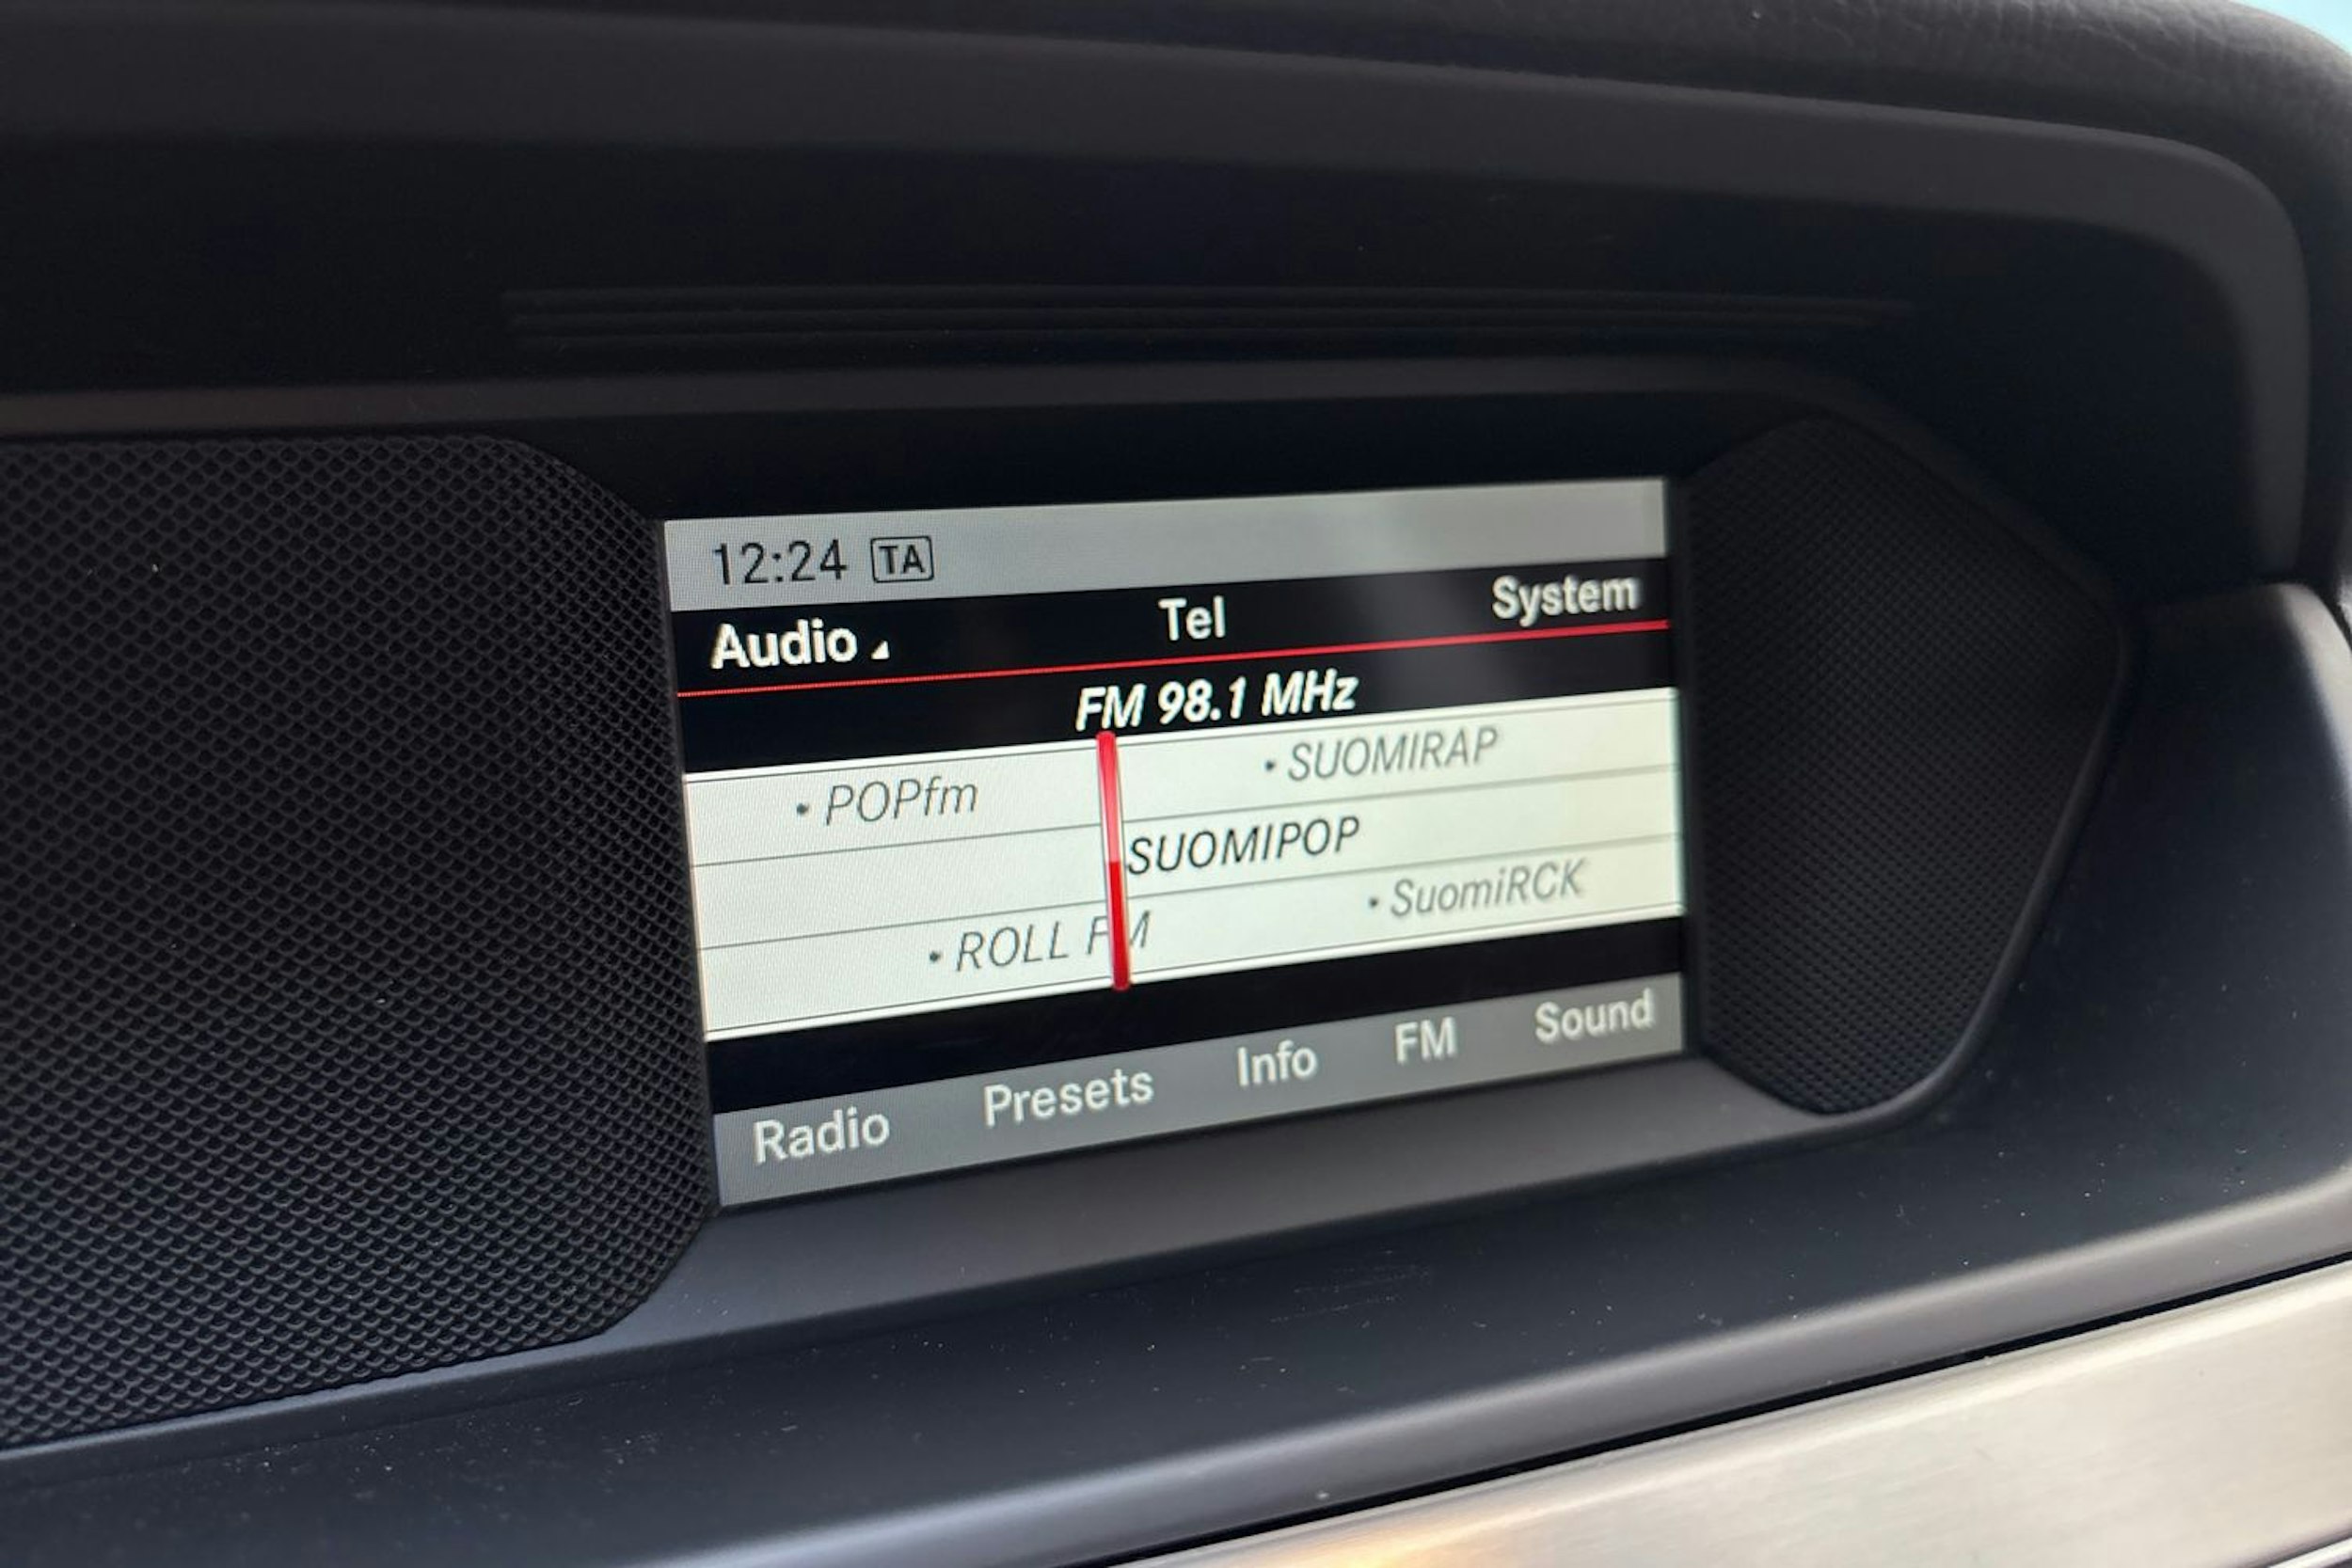 12:24 TA
Audio Tel System
FM 98.1 MHz
• POPfm • SUOMIRAP
SUOMIPOP
• ROLL FM • SuomiRCK
Radio Presets Info FM Sound